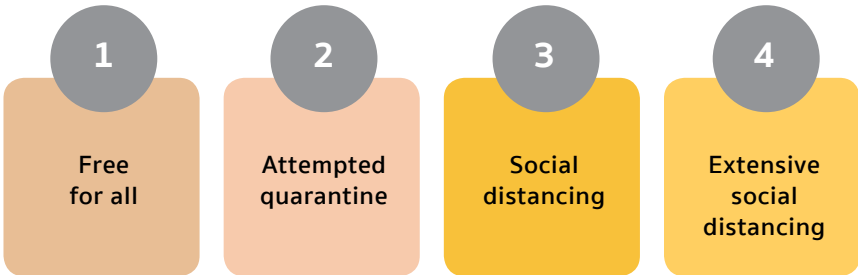 1
Free
for all
2
Attempted
quarantine
3
Social
distancing
4
Extensive
social
distancing